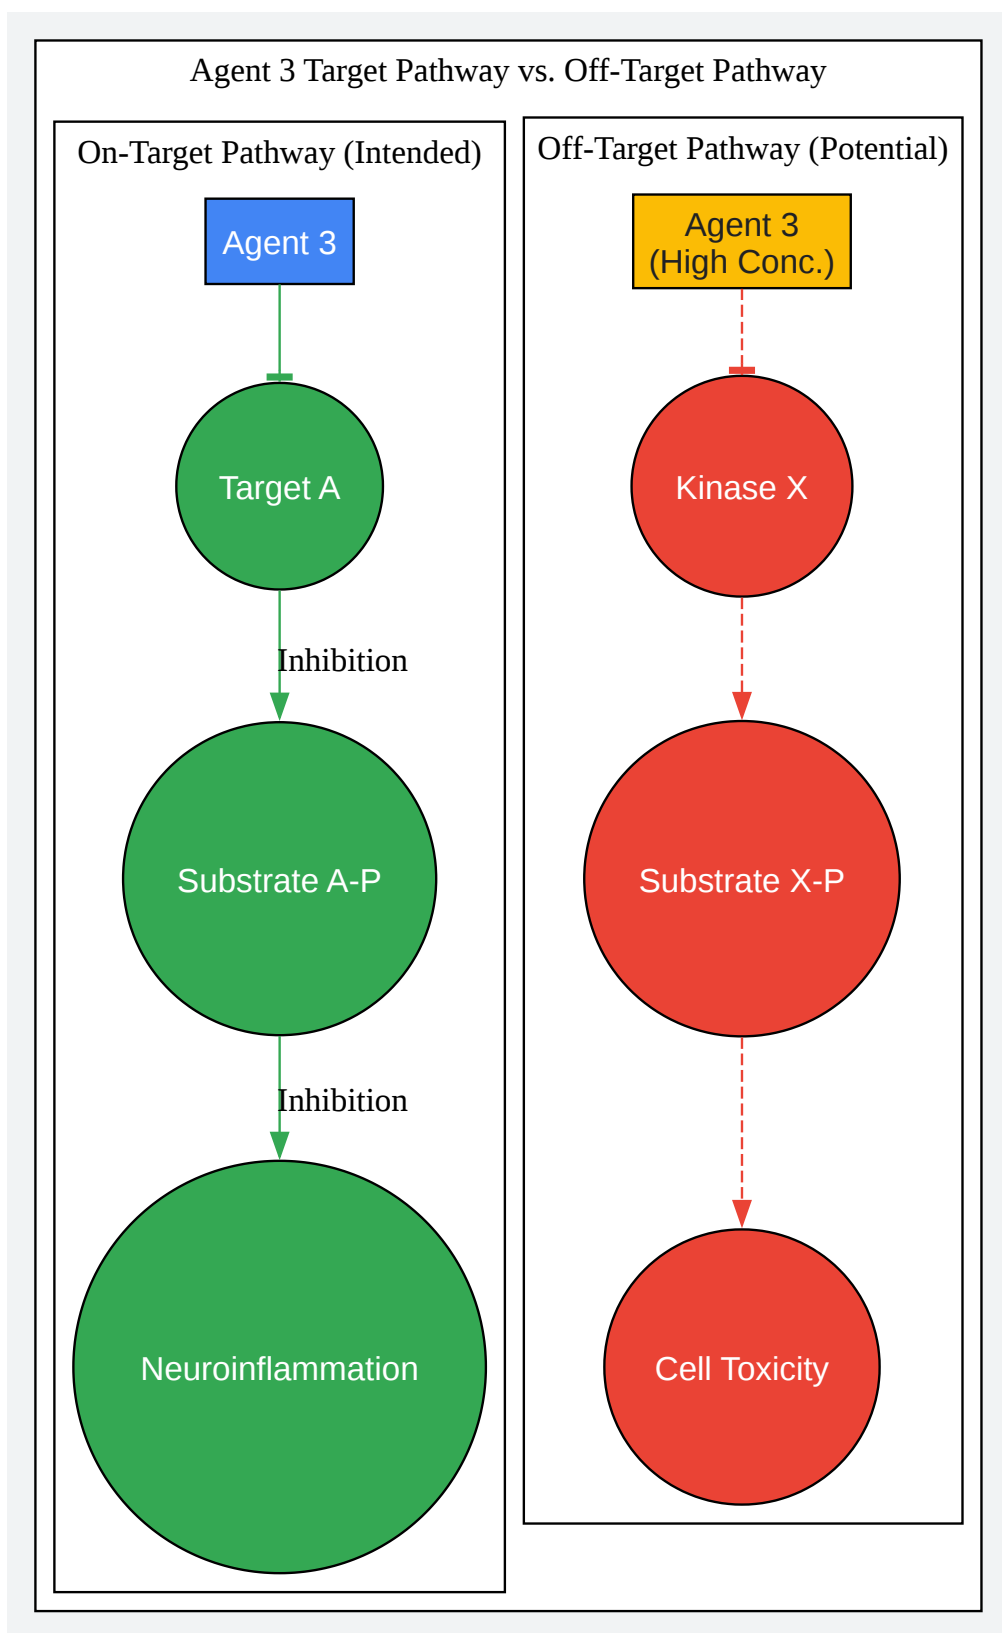 Agent 3 Target Pathway vs. Off-Target Pathway
On-Target Pathway (Intended)
Agent 3
Target A
Inhibition
Substrate A-P
Inhibition
Neuroinflammation
Off-Target Pathway (Potential)
Agent 3
(High Conc.)
Kinase X
Substrate X-P
Cell Toxicity